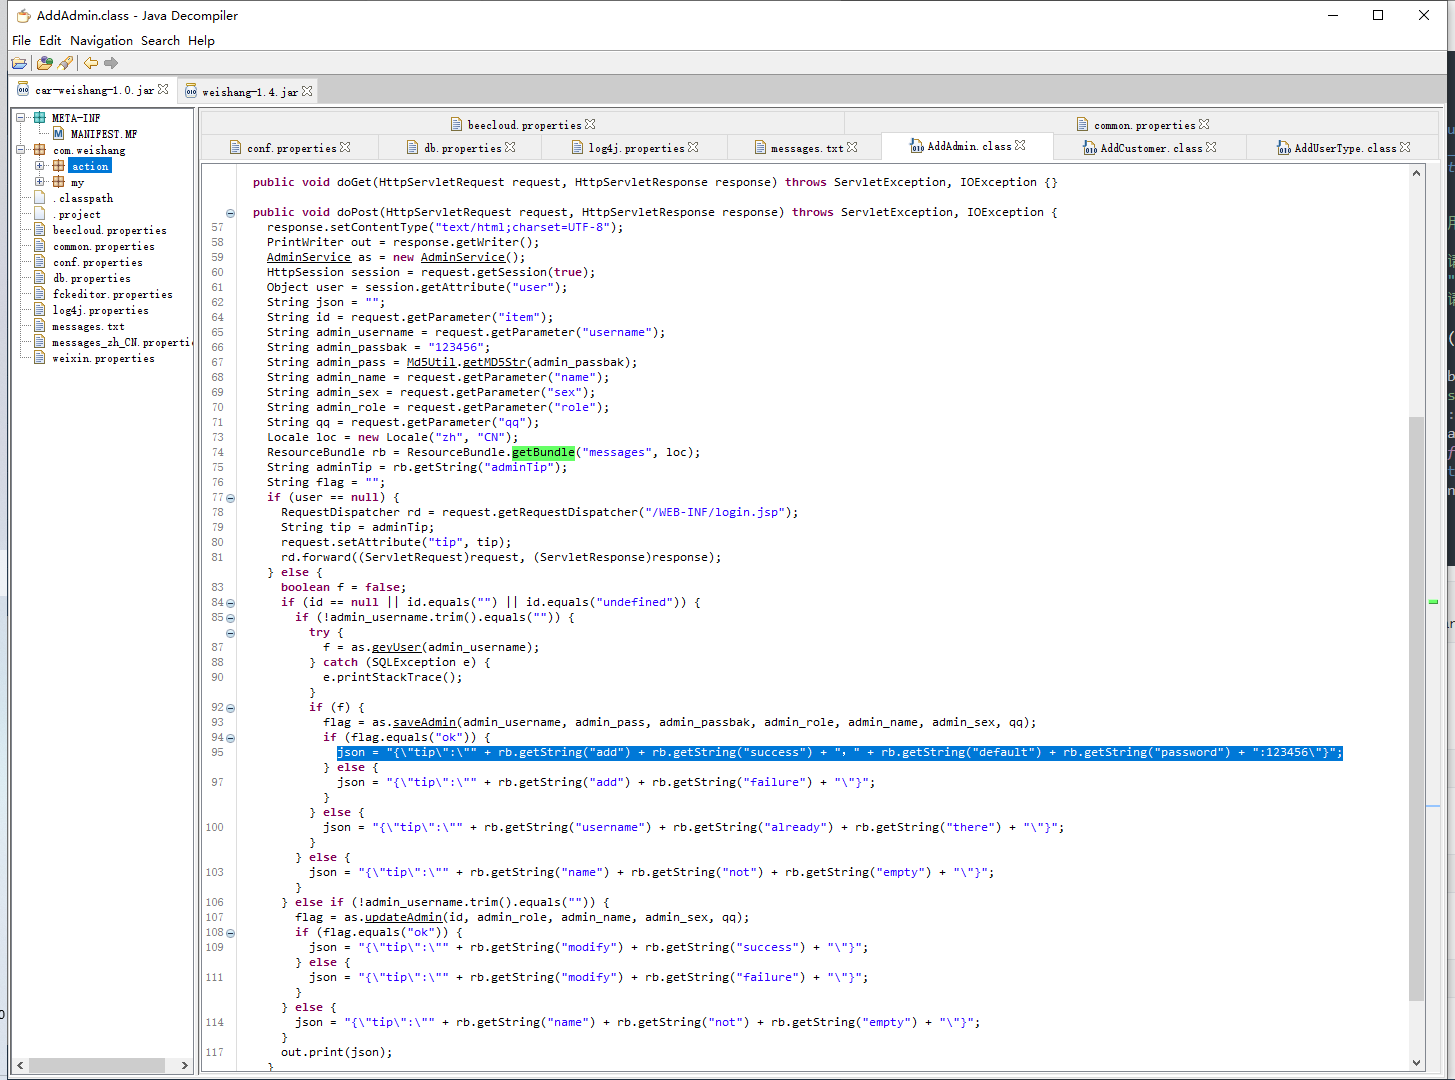 AddAdmin.class - Java Decompiler
File Edit Navigation Search Help
car-weishang-1.0.jar
weishang-1.4.jar
META-INF
MANIFEST.MF
com.weishang
action
my
.classpath
.project
beecloud.properties
common.properties
conf.properties
db.properties
fckeditor.properties
log4j.properties
messages.txt
messages_zh_CN.properti
weixin.properties
beecloud.properties
common.properties
conf.properties
db.properties
log4j.properties
messages.txt
AddAdmin.class
AddCustomer.class
AddUserType.class
public void doGet(HttpServletRequest request, HttpServletResponse response) throws ServletException, IOException {}
public void doPost(HttpServletRequest request, HttpServletResponse response) throws ServletException, IOException {
57 response.setContentType("text/html;charset=UTF-8");
58 PrintWriter out = response.getWriter();
59 AdminService as = new AdminService();
60 HttpSession session = request.getSession(true);
61 Object user = session.getAttribute("user");
62 String json = "";
64 String id = request.getParameter("item");
65 String admin_username = request.getParameter("username");
66 String admin_passbak = "123456";
67 String admin_pass = Md5Util.getMD5Str(admin_passbak);
68 String admin_name = request.getParameter("name");
69 String admin_sex = request.getParameter("sex");
70 String admin_role = request.getParameter("role");
71 String qq = request.getParameter("qq");
73 Locale loc = new Locale("zh", "CN");
74 ResourceBundle rb = ResourceBundle.getBundle("messages", loc);
75 String adminTip = rb.getString("adminTip");
76 String flag = "";
77 if (user == null) {
78 RequestDispatcher rd = request.getRequestDispatcher("/WEB-INF/login.jsp");
79 String tip = adminTip;
80 request.setAttribute("tip", tip);
81 rd.forward((ServletRequest)request, (ServletResponse)response);
} else {
83 boolean f = false;
84 if (id == null || id.equals("") || id.equals("undefined")) {
85 if (!admin_username.trim().equals("")) {
try {
87 f = as.geyUser(admin_username);
88 } catch (SQLException e) {
90 e.printStackTrace();
}
92 if (f) {
93 flag = as.saveAdmin(admin_username, admin_pass, admin_passbak, admin_role, admin_name, admin_sex, qq);
94 if (flag.equals("ok")) {
95 json = "{\"tip\":\"" + rb.getString("add") + rb.getString("success") + "，" + rb.getString("default") + rb.getString("password") + ":123456\"}";
} else {
97 json = "{\"tip\":\"" + rb.getString("add") + rb.getString("failure") + "\"}";
}
} else {
100 json = "{\"tip\":\"" + rb.getString("username") + rb.getString("already") + rb.getString("there") + "\"}";
}
} else {
103 json = "{\"tip\":\"" + rb.getString("name") + rb.getString("not") + rb.getString("empty") + "\"}";
}
106 } else if (!admin_username.trim().equals("")) {
107 flag = as.updateAdmin(id, admin_role, admin_name, admin_sex, qq);
108 if (flag.equals("ok")) {
109 json = "{\"tip\":\"" + rb.getString("modify") + rb.getString("success") + "\"}";
} else {
111 json = "{\"tip\":\"" + rb.getString("modify") + rb.getString("failure") + "\"}";
}
} else {
114 json = "{\"tip\":\"" + rb.getString("name") + rb.getString("not") + rb.getString("empty") + "\"}";
}
117 out.print(json);
}